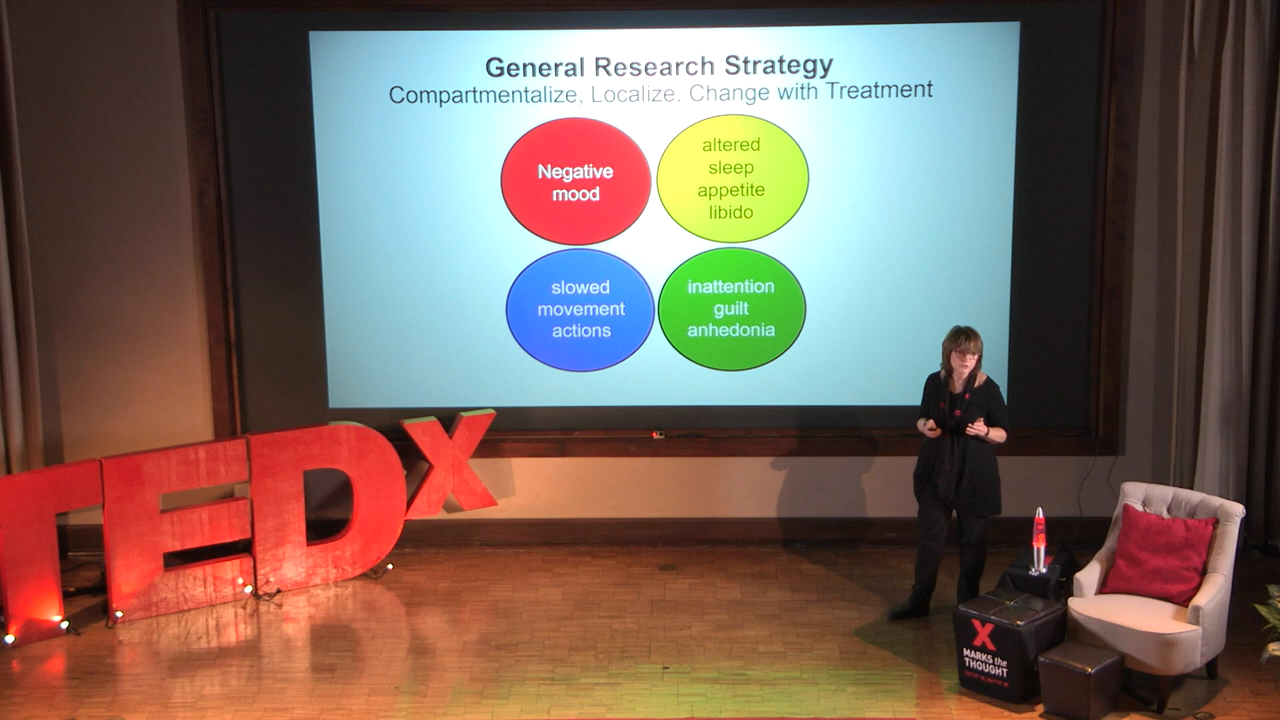 General Research Strategy
Compartmentalize, Localize, Change with Treatment
Negative
mood
altered
sleep
appetite
libido
slowed
movement
actions
inattention
guilt
anhedonia
TEDx
X
MARKS the
THOUGHT